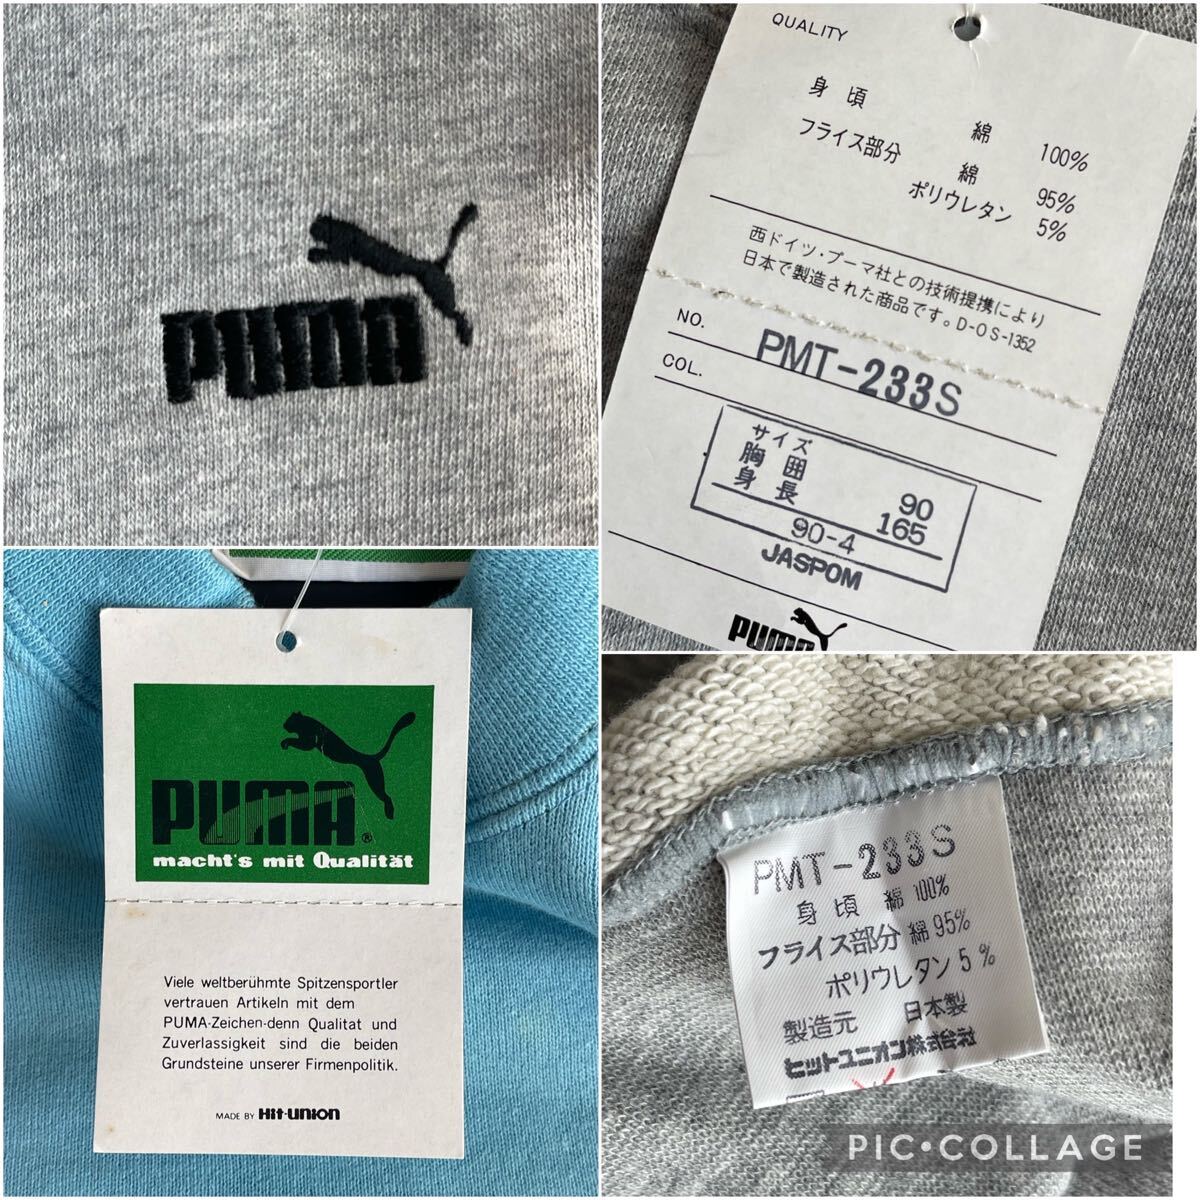 PUMA
QUALITY
身頃 綿 100%
フライス部分 綿 95%
ポリウレタン 5%
西ドイツ・プーマ社との技術提携により
日本で製造された商品です。D-OS-1352
NO. PMT-233S
COL.
サイズ
胸囲 90
身長 165
90-4
JASPOM
PUMA
PUMA®
macht's mit Qualität
Viele weltberühmte Spitzensportler
vertrauen Artikeln mit dem
PUMA-Zeichen-denn Qualitat und
Zuverlassigkeit sind die beiden
Grundsteine unserer Firmenpolitik.
MADE BY Hit-union
PMT-233S
身頃 綿 100%
フライス部分 綿 95%
ポリウレタン 5%
製造元 日本製
ヒットユニオン株式会社
PIC•COLLAGE